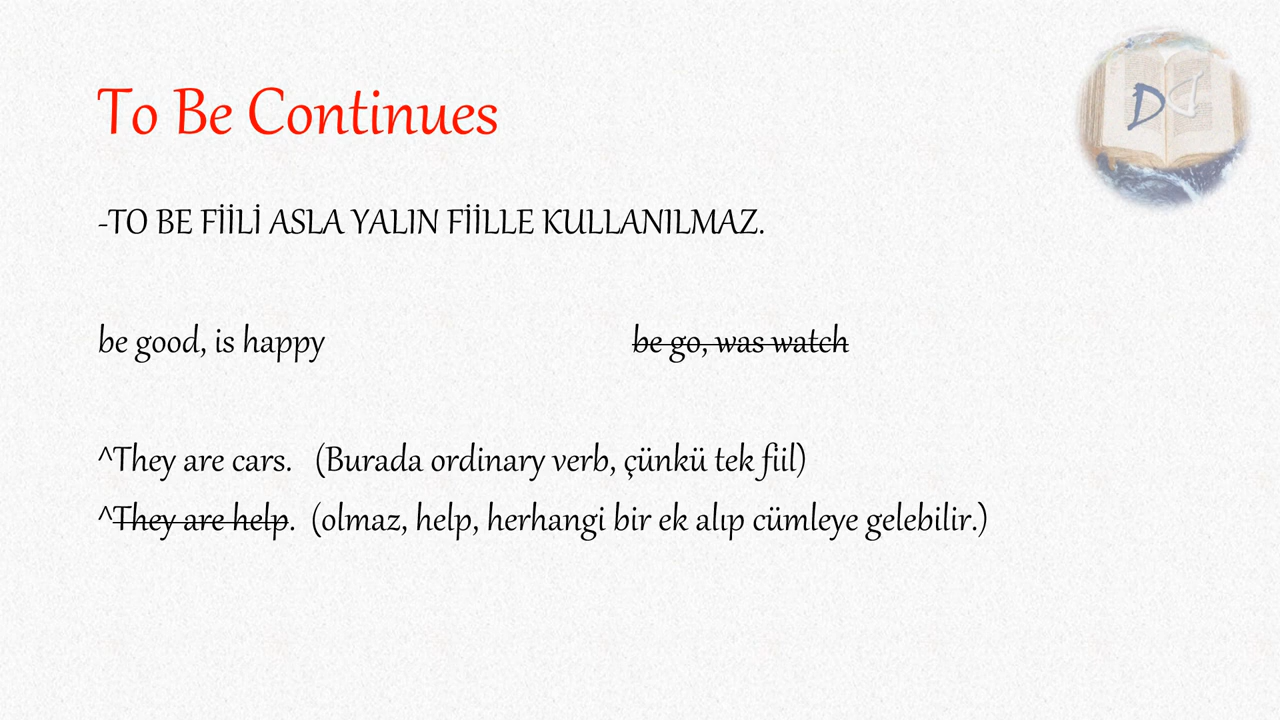 To Be Continues
-TO BE FİİLİ ASLA YALIN FİİLLE KULLANILMAZ.
be good, is happy be go, was watch
^They are cars. (Burada ordinary verb, çünkü tek fiil)
^They are help. (olmaz, help, herhangi bir ek alıp cümleye gelebilir.)